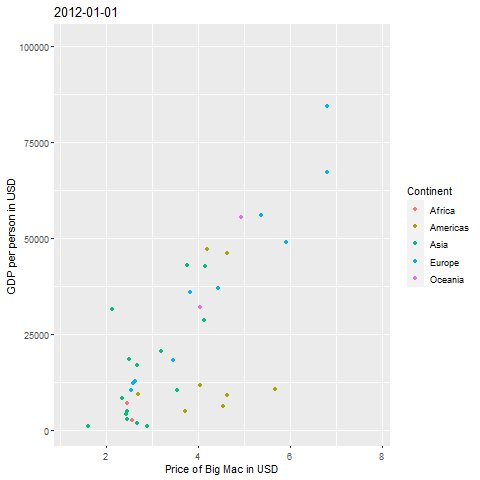 2012-01-01
100000
75000
50000
25000
0
GDP per person in USD
2
4
6
8
Price of Big Mac in USD
Continent
Africa
Americas
Asia
Europe
Oceania